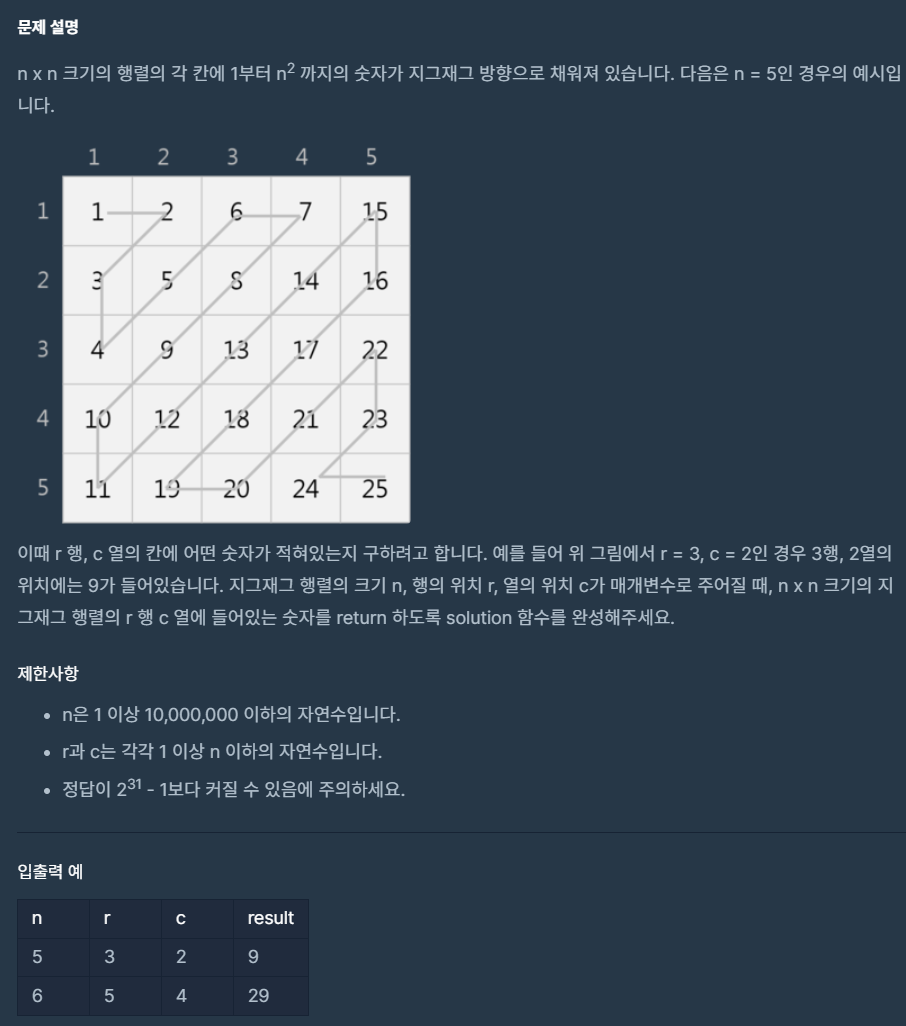 문제 설명
n x n 크기의 행렬의 각 칸에 1부터 n² 까지의 숫자가 지그재그 방향으로 채워져 있습니다. 다음은 n = 5인 경우의 예시입
니다.
1 2 3 4 5
1 1 2 6 7 15
2 3 5 8 14 16
3 4 9 13 17 22
4 10 12 18 21 23
5 11 19 20 24 25
이때 r 행, c 열의 칸에 어떤 숫자가 적혀있는지 구하려고 합니다. 예를 들어 위 그림에서 r = 3, c = 2인 경우 3행, 2열의
위치에는 9가 들어있습니다. 지그재그 행렬의 크기 n, 행의 위치 r, 열의 위치 c가 매개변수로 주어질 때, n x n 크기의 지
그재그 행렬의 r 행 c 열에 들어있는 숫자를 return 하도록 solution 함수를 완성해주세요.
제한사항
• n은 1 이상 10,000,000 이하의 자연수입니다.
• r과 c는 각각 1 이상 n 이하의 자연수입니다.
• 정답이 2³¹ - 1보다 커질 수 있음에 주의하세요.
입출력 예
n r c result
5 3 2 9
6 5 4 29